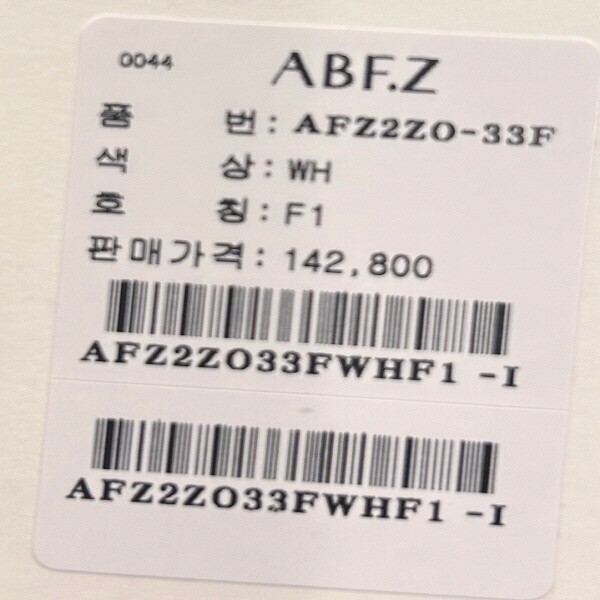 0044 ABF.Z
품 번 : AFZ2ZO-33F
색 상 : WH
호 칭 : F1
판매가격 : 142,800
AFZ2ZO33FWHF1 -I
AFZ2ZO33FWHF1 -I